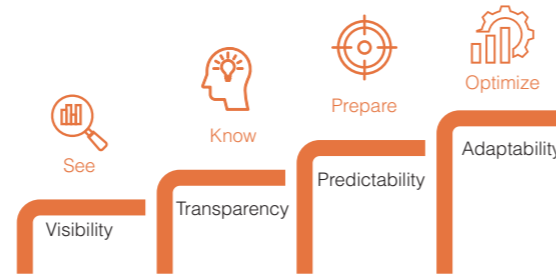 See
Visibility
Know
Transparency
Prepare
Predictability
Optimize
Adaptability